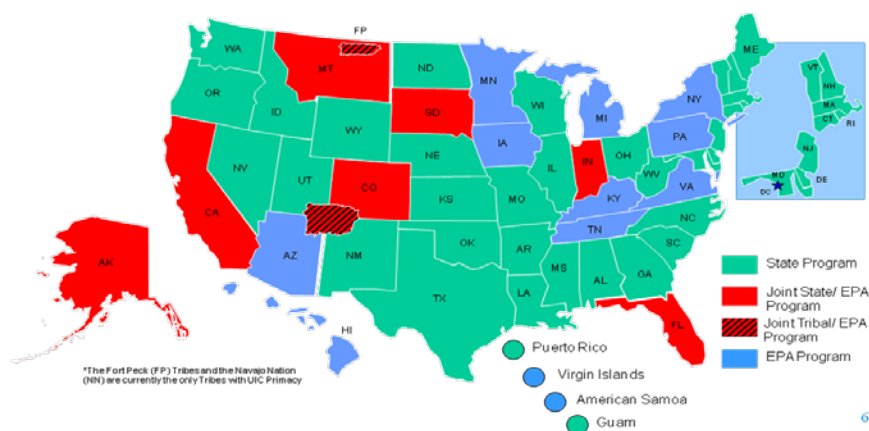 FP
WA
MT
ND
MN
ME
OR
ID
SD
WI
MI
NY
WY
IA
PA
NV
NE
IL
IN
OH
UT
CO
WV
VA
CA
KS
MO
KY
NC
AZ
NM
OK
AR
TN
SC
AK
TX
LA
MS
AL
GA
HI
FL
VT
NH
MA
CT
RI
NJ
MD
DE
DC
State Program
Joint State/ EPA
Program
Joint Tribal/ EPA
Program
EPA Program
Puerto Rico
Virgin Islands
American Samoa
Guam
*The Fort Peck (FP) Tribes and the Navajo Nation
(NN) are currently the only Tribes with UIC Primacy
6